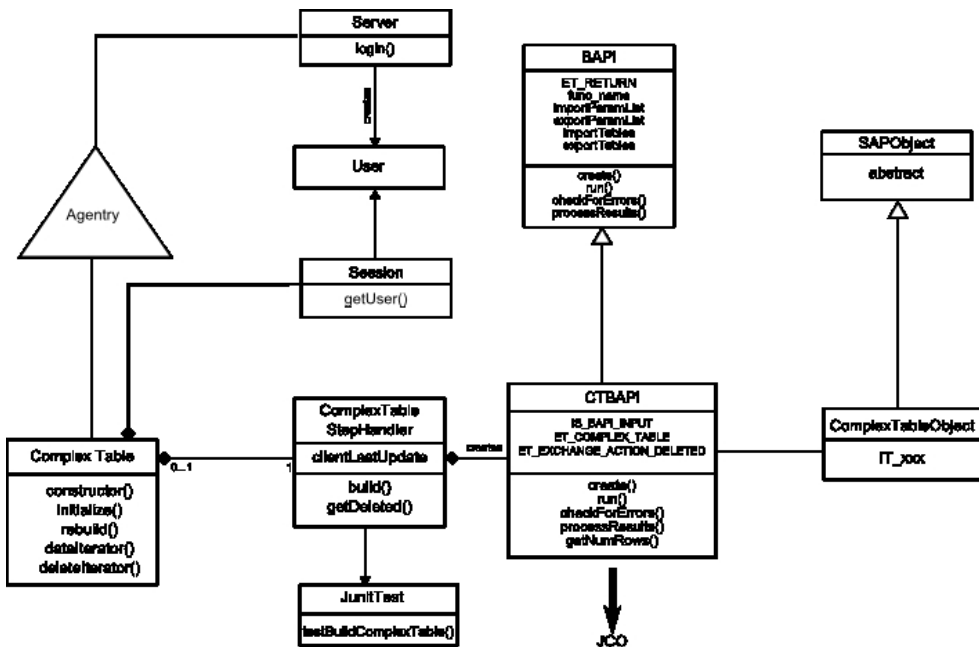 Server
login()
creates
User
Agentry
Session
getUser()
BAPI
ET_RETURN
func_name
importParamList
exportParamList
importTables
exportTables
create()
run()
checkForErrors()
processResults()
SAPObject
abstract
Complex Table
constructor()
initialize()
rebuild()
dataIterator()
deleteIterator()
0...1
1
ComplexTable
StepHandler
clientLastUpdate
build()
getDeleted()
creates
CTBAPI
IS_BAPI_INPUT
ET_COMPLEX_TABLE
ET_EXCHANGE_ACTION_DELETED
create()
run()
checkForErrors()
processResults()
getNumRows()
ComplexTableObject
IT_xxx
JunitTest
testBuildComplexTable()
JCO